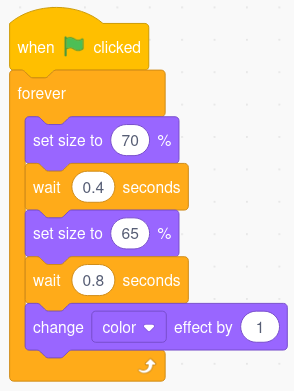 when clicked
forever
set size to 70 %
wait 0.4 seconds
set size to 65 %
wait 0.8 seconds
change color effect by 1